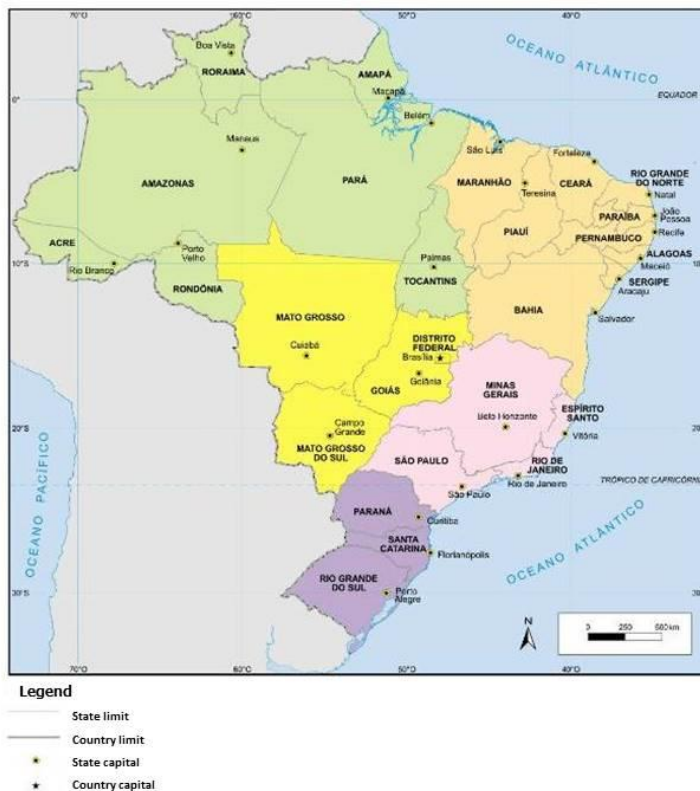 OCEANO ATLÂNTICO
Boa Vista
RORAIMA
AMAPÁ
Macapá
0°
EQUADOR
Belém
São Luís
Fortaleza
Manaus
RIO GRANDE
DO NORTE
MARANHÃO
CEARÁ
Natal
AMAZONAS
PARÁ
Teresina
João
Pessoa
PARAÍBA
PIAUÍ
Recife
PERNAMBUCO
ACRE
Porto
Velho
ALAGOAS
Palmas
Maceió
10°S
Rio Branco
SERGIPE
RONDÔNIA
TOCANTINS
Aracaju
MATO GROSSO
BAHIA
Salvador
DISTRITO
FEDERAL
Cuiabá
Brasília
Goiânia
GOIÁS
MINAS
GERAIS
ESPÍRITO
SANTO
Campo
Grande
Belo Horizonte
20°S
Vitória
MATO GROSSO
DO SUL
SÃO PAULO
RIO DE
JANEIRO
Rio de Janeiro
TRÓPICO DE CAPRICÓRNI
São Paulo
PARANÁ
Curitiba
OCEANO PACÍFICO
SANTA
CATARINA
Florianópolis
OCEANO ATLÂNTICO
RIO GRANDE
DO SUL
Porto
Alegre
30°S
N
0 250 500 km
70°O 60°O 50°O 40°O
Legend
State limit
Country limit
State capital
Country capital